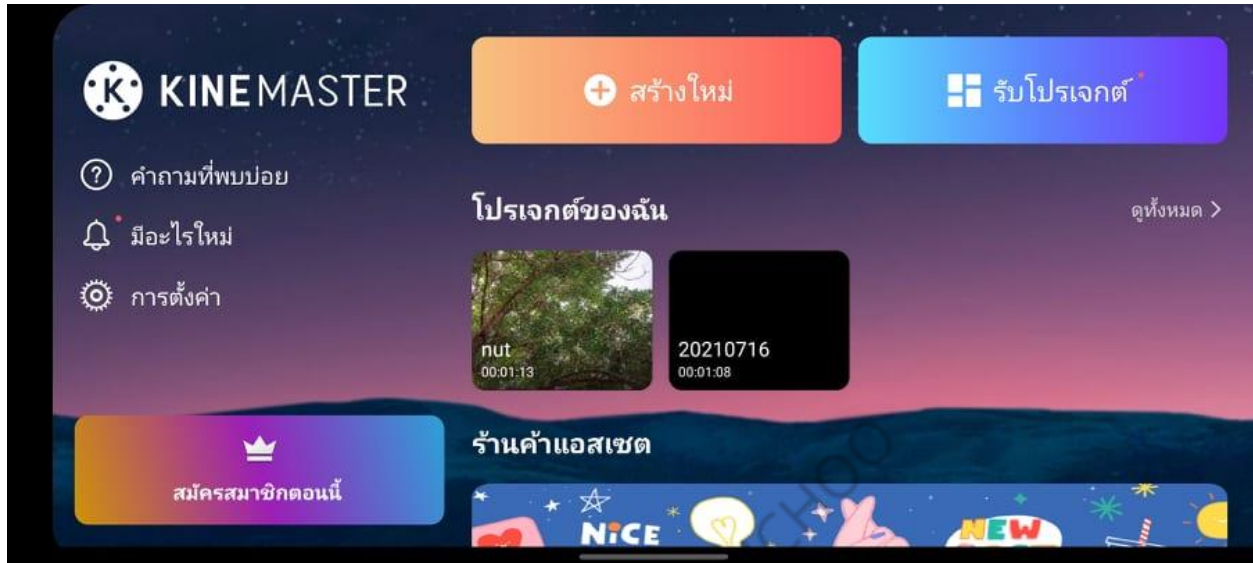 KINEMASTER
คำถามที่พบบ่อย
มีอะไรใหม่
การตั้งค่า
สมัครสมาชิกตอนนี้
สร้างใหม่
รับโปรเจกต์
โปรเจกต์ของฉัน
ดูทั้งหมด >
nut
00:01:13
20210716
00:01:08
ร้านค้าแอสเซต
NiCE
NEW